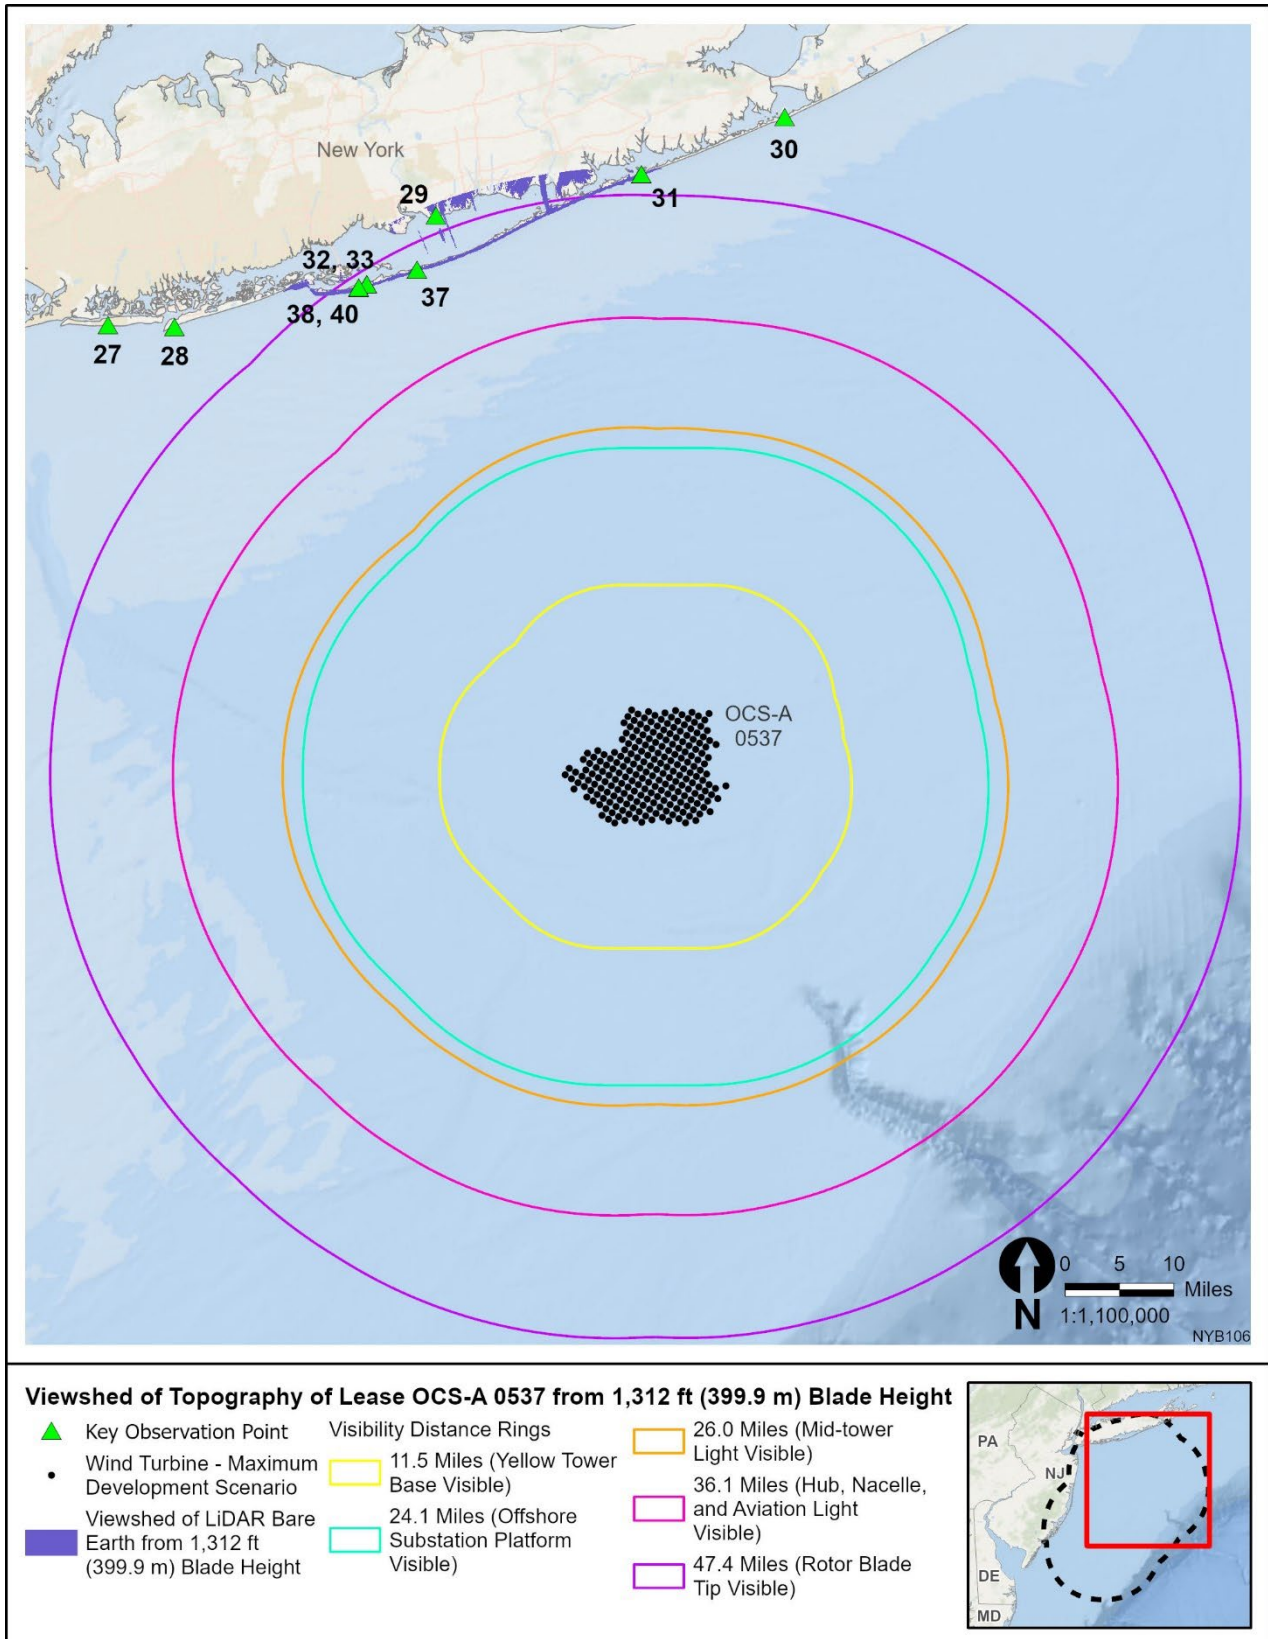 New York
30
29
31
32, 33
37
38, 40
27
28
OCS-A
0537
0 5 10
Miles
N
1:1,100,000
NYB106
Viewshed of Topography of Lease OCS-A 0537 from 1,312 ft (399.9 m) Blade Height
Key Observation Point
Wind Turbine - Maximum
Development Scenario
Viewshed of LiDAR Bare
Earth from 1,312 ft
(399.9 m) Blade Height
Visibility Distance Rings
11.5 Miles (Yellow Tower
Base Visible)
24.1 Miles (Offshore
Substation Platform
Visible)
26.0 Miles (Mid-tower
Light Visible)
36.1 Miles (Hub, Nacelle,
and Aviation Light
Visible)
47.4 Miles (Rotor Blade
Tip Visible)
PA
NJ
DE
MD